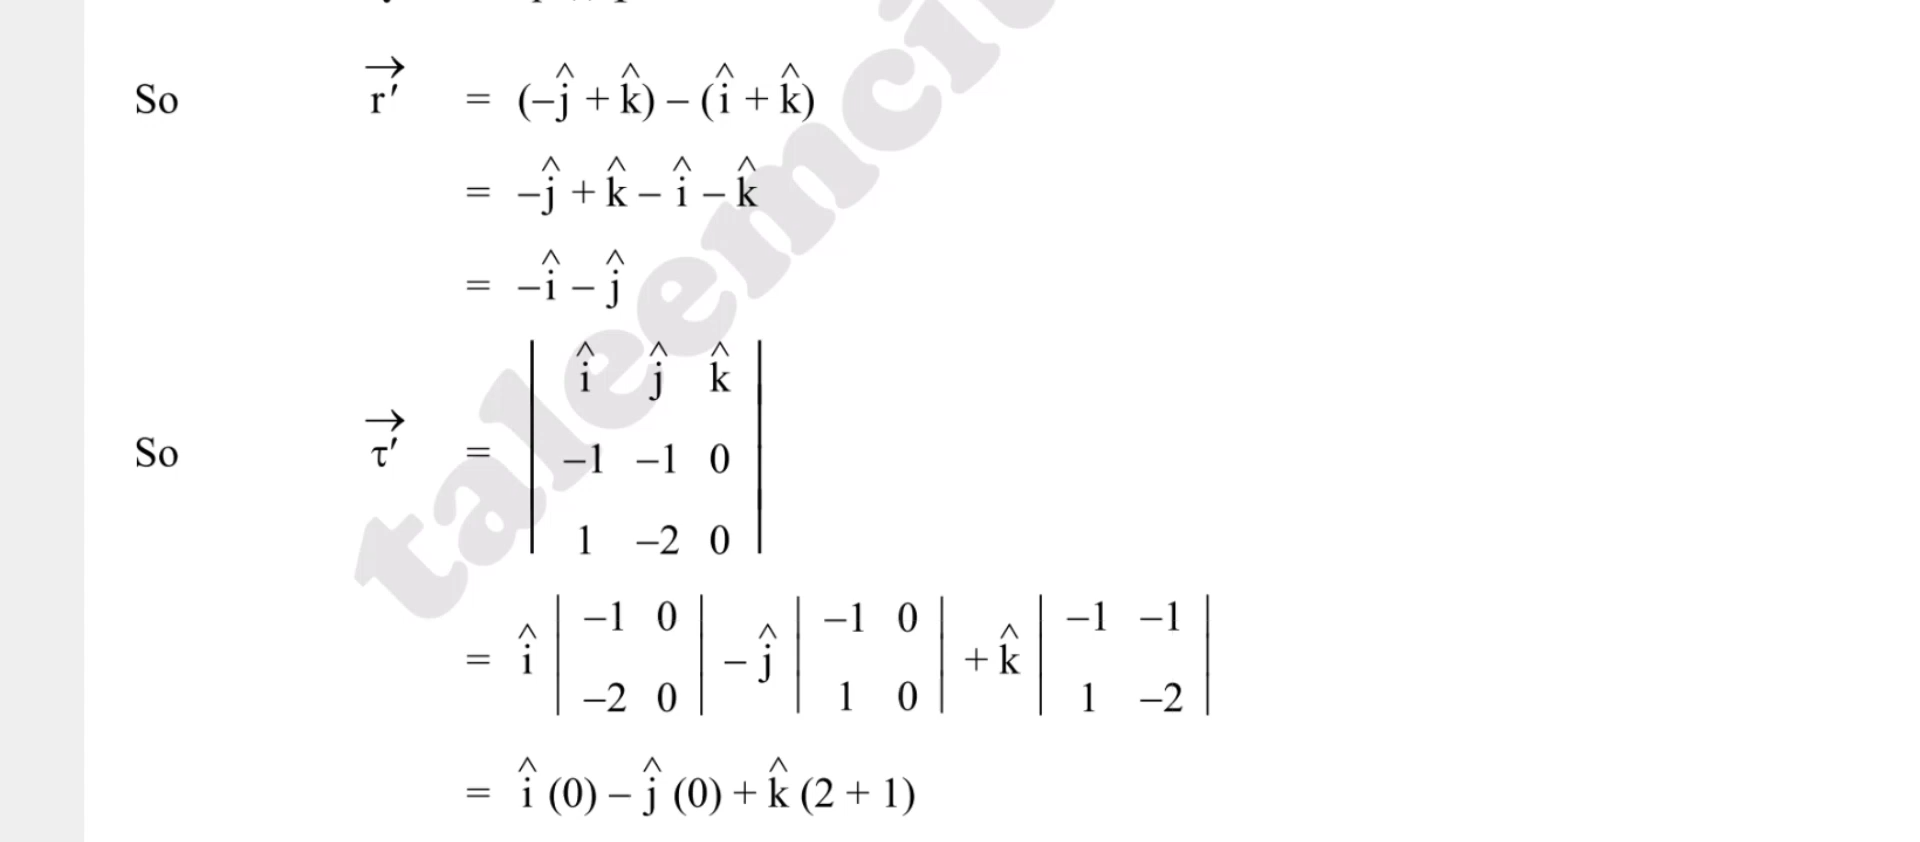 So r⃗′ = (−ĵ + k̂) – (î + k̂)
= −ĵ + k̂ – î – k̂
= −î – ĵ
So τ⃗′ = | î ĵ k̂ |
| –1 –1 0 |
| 1 –2 0 |
= î | –1 0 | – ĵ | –1 0 | + k̂ | –1 –1 |
| –2 0 | | 1 0 | | 1 –2 |
= î (0) – ĵ (0) + k̂ (2 + 1)